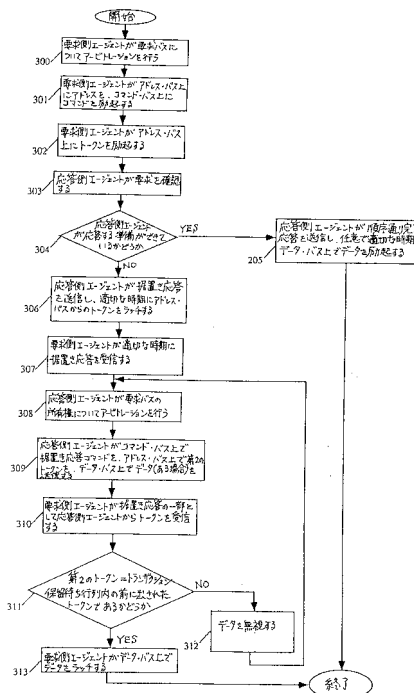 開始
300
要求側エージェントが要求バスに
ついてアービトレーションを行う
301
要求側エージェントがアドレス・バス上
にアドレスを、コマンド・バス上に
コマンドを励起する
302
要求側エージェントがアドレス・バス
上にトークンを励起する
303
応答側エージェントが要求を確認
する
304
応答側エージェント
が応答する準備ができて
いるかどうか
YES
NO
205
応答側エージェントが順序通り完了
応答を送信し、任意で適切な時期に
データ・バス上でデータを励起する
306
応答側エージェントが据置き応答
を送信し、適切な時期にアドレス・
バスからのトークンをラッチする
307
要求側エージェントが適切な時期に
据置き応答を受信する
308
応答側エージェントが要求バスの
所有権についてアービトレーションを行う
309
応答側エージェントがコマンド・バス上で
据置き応答コマンドを、アドレス・バス上で第2の
トークンを、データ・バス上でデータ(ある場合)を
送信する
310
要求側エージェントが据置き応答の一部と
して応答側エージェントからトークンを受信
する
311
第2のトークン=トランザクション
保留待ち行列内の前に出された
トークンであるかどうか
NO
312
データを無視する
YES
313
要求側エージェントがデータ・バス上で
データをラッチする
終了